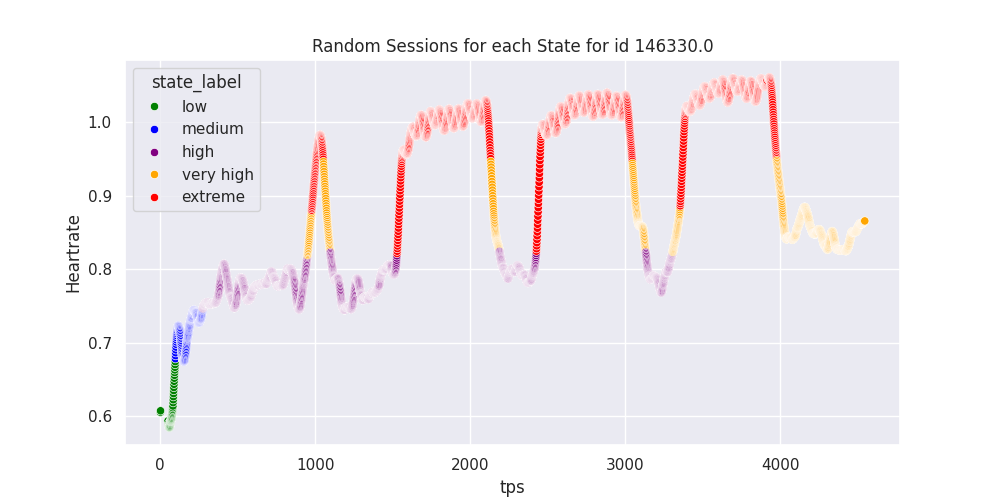 Random Sessions for each State for id 146330.0
state_label
low
medium
high
very high
extreme
Heartrate
1.0
0.9
0.8
0.7
0.6
0 1000 2000 3000 4000
tps